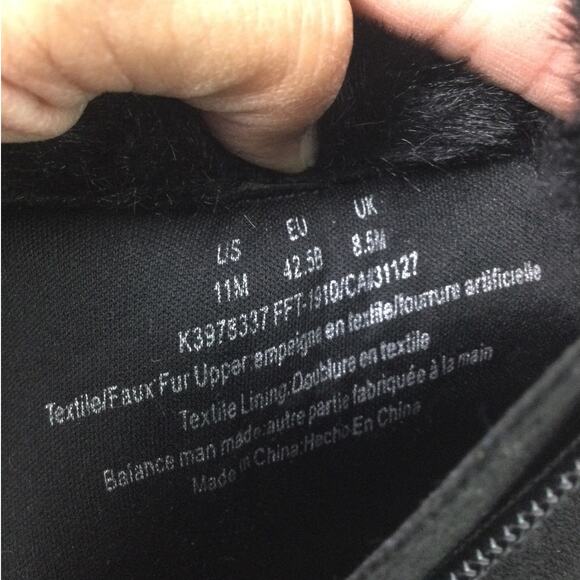 US EU UK
11M 42.5B 8.5M
K3978337 FFT-1910/CA#31127
Textile/Faux Fur Upper:empeigne en textile/fourrure artificielle
Textile Lining:Doublure en textile
Balance man made:autre partie fabriquée à la main
Made in China:Hecho En China